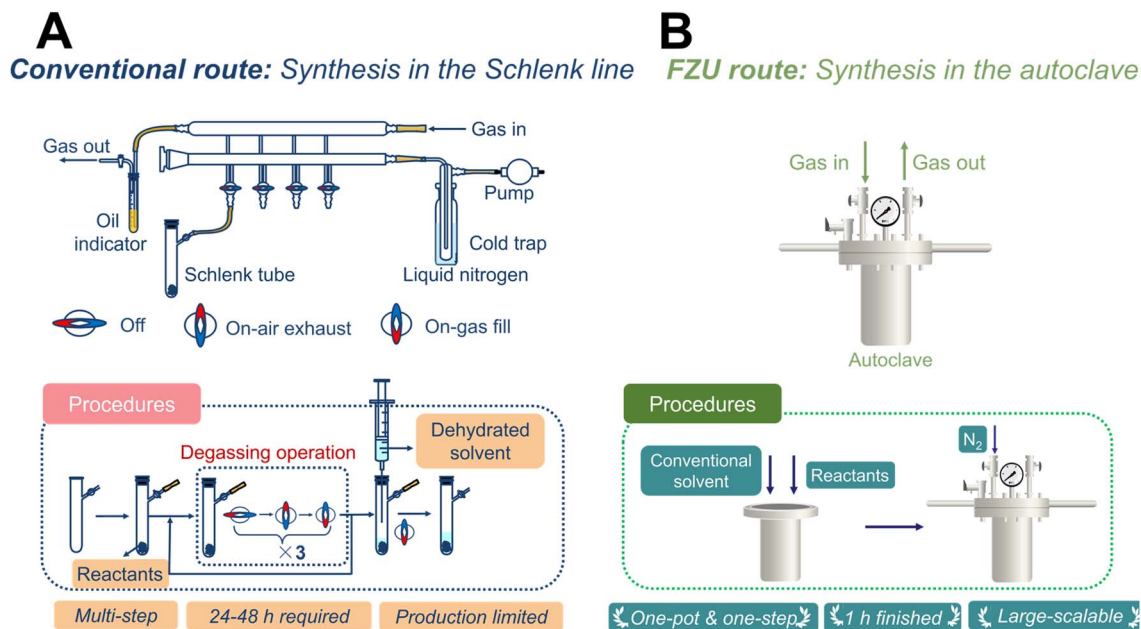 A
Conventional route: Synthesis in the Schlenk line
Gas in
Gas out
Pump
Oil
indicator
Cold trap
Schlenk tube
Liquid nitrogen
Off
On-air exhaust
On-gas fill
Procedures
Dehydrated
solvent
Degassing operation
×3
Reactants
Multi-step
24-48 h required
Production limited
B
FZU route: Synthesis in the autoclave
Gas in
Gas out
Autoclave
Procedures
N₂
Conventional
solvent
Reactants
One-pot & one-step
1 h finished
Large-scalable